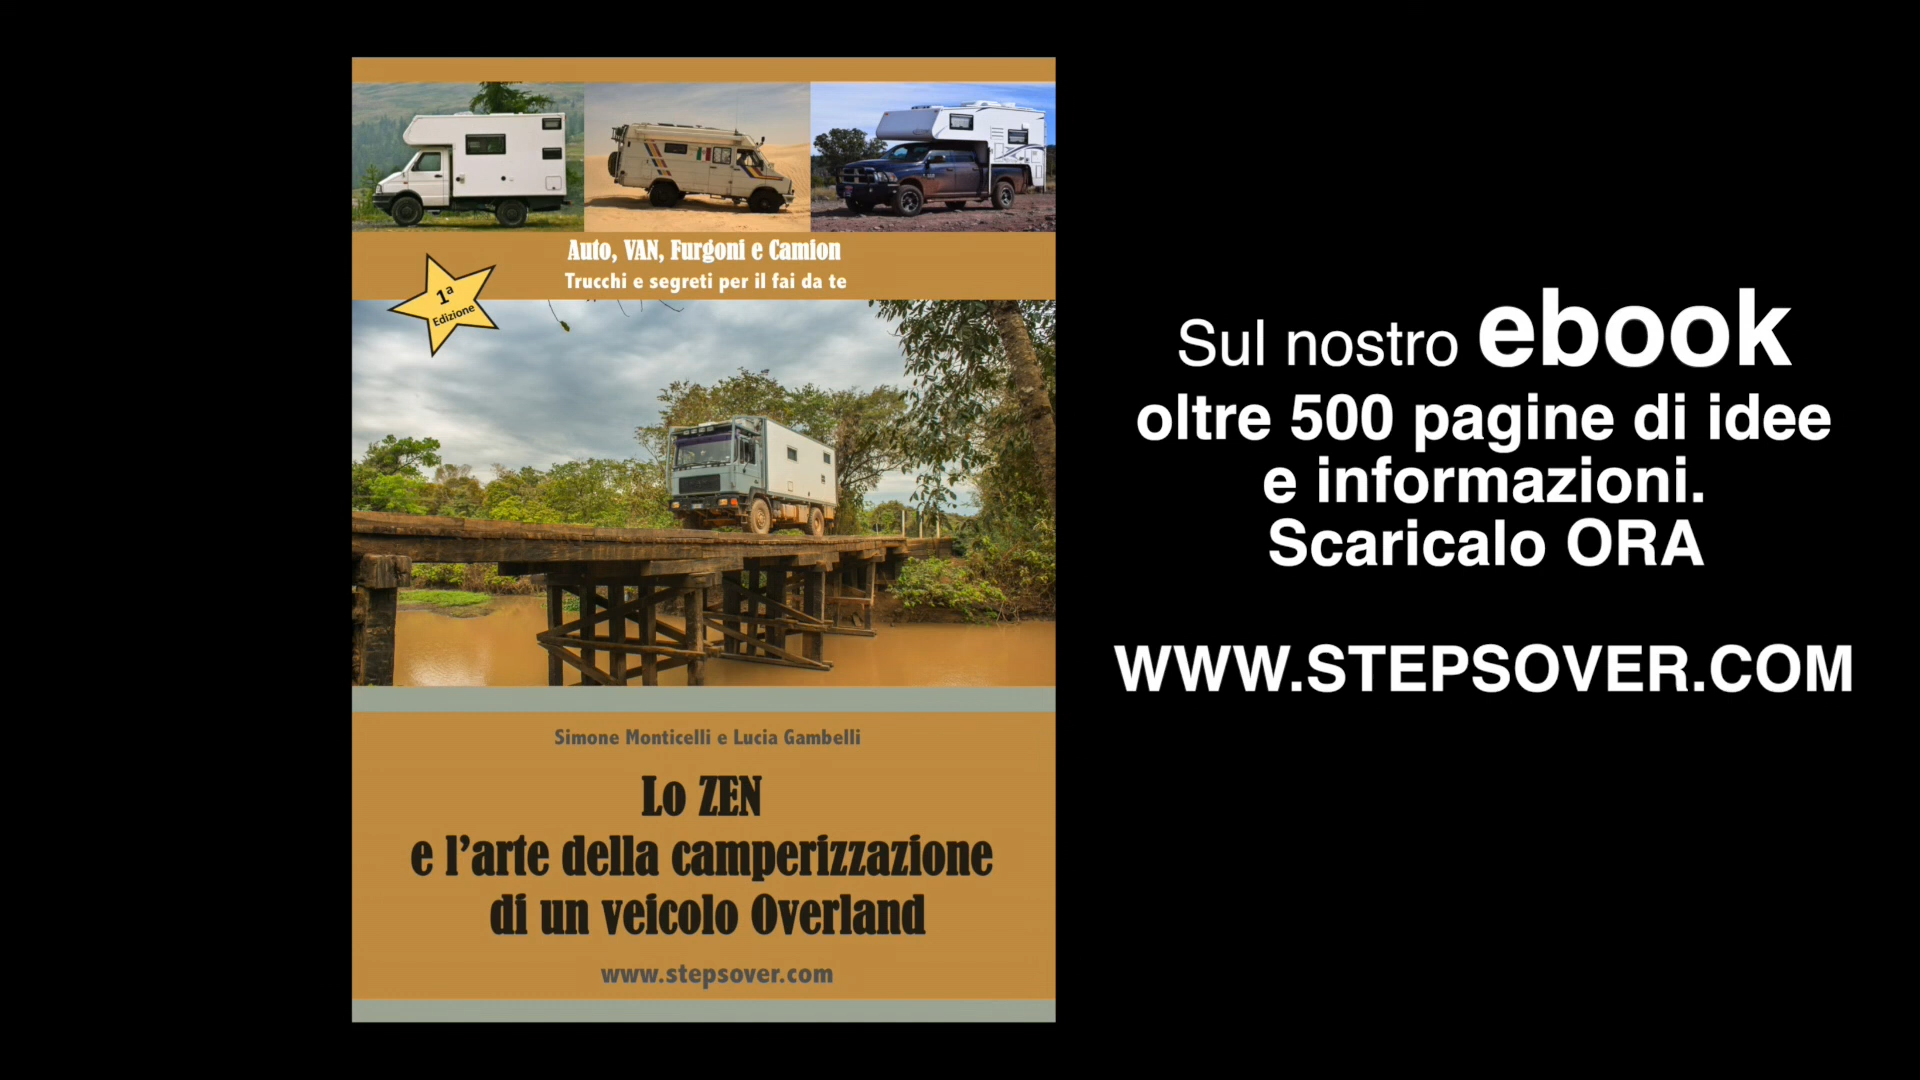 Auto, VAN, Furgoni e Camion
Trucchi e segreti per il fai da te
1a
Edizione
Simone Monticelli e Lucia Gambelli
Lo ZEN
e l'arte della camperizzazione
di un veicolo Overland
www.stepsover.com
Sul nostro ebook
oltre 500 pagine di idee
e informazioni.
Scaricalo ORA
WWW.STEPSOVER.COM